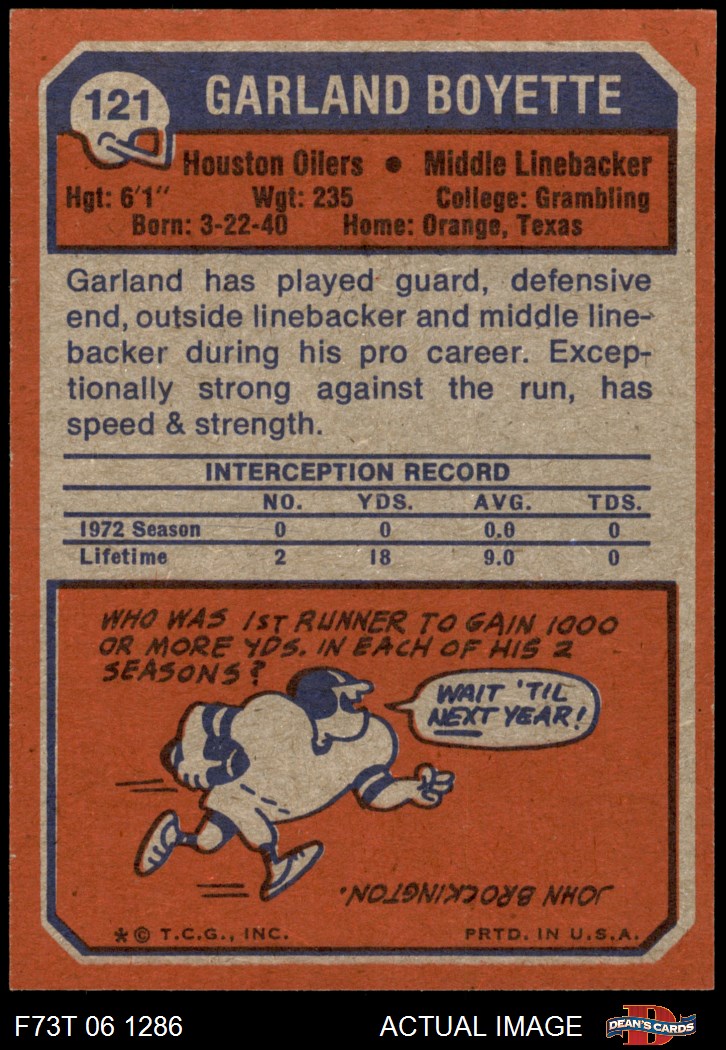 121
GARLAND BOYETTE
Houston Oilers • Middle Linebacker
Hgt: 6'1" Wgt: 235 College: Grambling
Born: 3-22-40 Home: Orange, Texas
Garland has played guard, defensive
end, outside linebacker and middle line-
backer during his pro career. Excep-
tionally strong against the run, has
speed & strength.
INTERCEPTION RECORD
NO. YDS. AVG. TDS.
1972 Season 0 0 0.0 0
Lifetime 2 18 9.0 0
WHO WAS 1ST RUNNER TO GAIN 1000
OR MORE YDS. IN EACH OF HIS 2
SEASONS?
WAIT 'TIL
NEXT YEAR!
JOHN BROCKINGTON.
* © T.C.G., INC. PRTD. IN U.S.A.
F73T 06 1286 ACTUAL IMAGE D DEAN'S CARDS